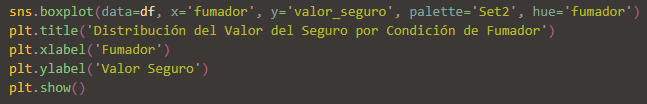 sns.boxplot(data=df, x='fumador', y='valor_seguro', palette='Set2', hue='fumador')
plt.title('Distribución del Valor del Seguro por Condición de Fumador')
plt.xlabel('Fumador')
plt.ylabel('Valor Seguro')
plt.show()